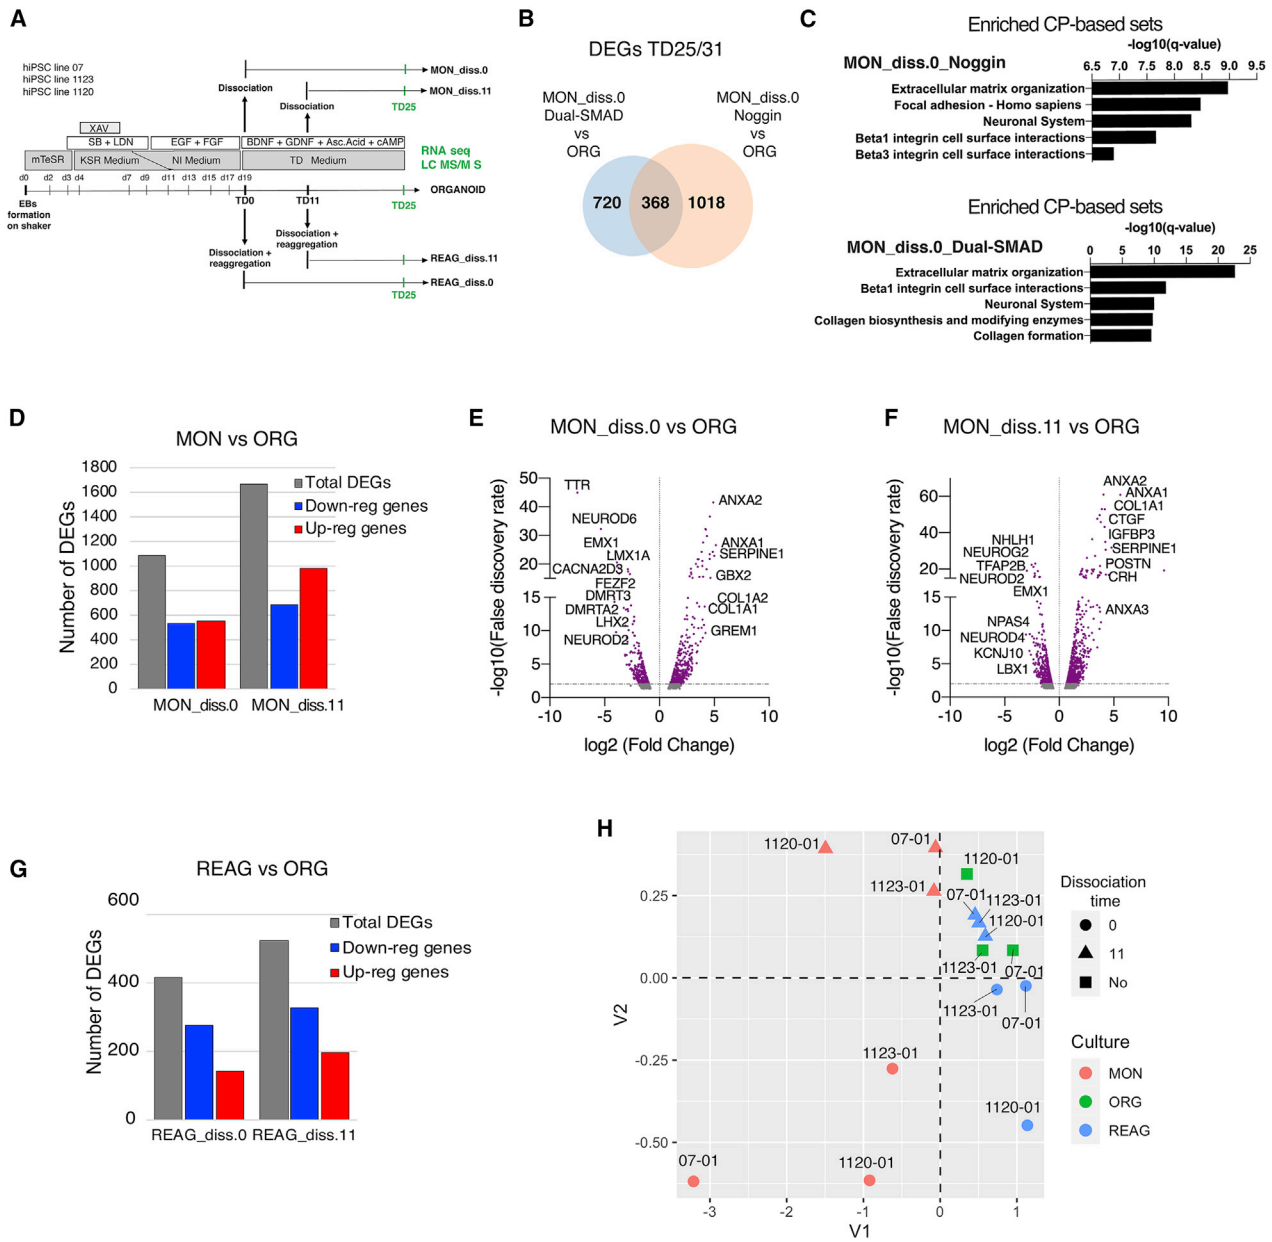 A
hiPSC line 07
hiPSC line 1123
hiPSC line 1120
MON_diss.0
Dissociation
MON_diss.11
Dissociation
TD25
XAV
SB + LDN
EGF + FGF
BDNF + GDNF + Asc.Acid + cAMP
mTeSR
KSR Medium
NI Medium
TD Medium
RNA seq
LC MS/M S
d0
d2
d3 d4
d7
d9
d11
d13
d15
d17
d19
ORGANOID
EBs
formation
on shaker
TD0
TD11
TD25
Dissociation +
reaggregation
Dissociation +
reaggregation
REAG_diss.11
REAG_diss.0
TD25
B
DEGs TD25/31
MON_diss.0
Dual-SMAD
vs
ORG
MON_diss.0
Noggin
vs
ORG
720
368
1018
C
Enriched CP-based sets
-log10(q-value)
MON_diss.0_Noggin
6.5 7.0 7.5 8.0 8.5 9.0 9.5
Extracellular matrix organization
Focal adhesion - Homo sapiens
Neuronal System
Beta1 integrin cell surface interactions
Beta3 integrin cell surface interactions
Enriched CP-based sets
-log10(q-value)
MON_diss.0_Dual-SMAD
0 5 10 15 20 25
Extracellular matrix organization
Beta1 integrin cell surface interactions
Neuronal System
Collagen biosynthesis and modifying enzymes
Collagen formation
D
MON vs ORG
Number of DEGs
1800
1600
1400
1200
1000
800
600
400
200
0
Total DEGs
Down-reg genes
Up-reg genes
MON_diss.0
MON_diss.11
E
MON_diss.0 vs ORG
-log10(False discovery rate)
50
40
30
20
15
10
5
0
TTR
NEUROD6
EMX1
LMX1A
CACNA2D3
FEZF2
DMRT3
DMRTA2
LHX2
NEUROD2
ANXA2
ANXA1
SERPINE1
GBX2
COL1A2
COL1A1
GREM1
-10 -5 0 5 10
log2 (Fold Change)
F
MON_diss.11 vs ORG
-log10(False discovery rate)
60
40
20
15
10
5
0
NHLH1
NEUROG2
TFAP2B
NEUROD2
EMX1
NPAS4
NEUROD4
KCNJ10
LBX1
ANXA2
ANXA1
COL1A1
CTGF
IGFBP3
SERPINE1
POSTN
CRH
ANXA3
-10 -5 0 5 10
log2 (Fold Change)
G
REAG vs ORG
Number of DEGs
600
400
200
0
Total DEGs
Down-reg genes
Up-reg genes
REAG_diss.0
REAG_diss.11
H
V2
0.25
0.00
-0.25
-0.50
1120-01
07-01
1120-01
1123-01
07-01
1123-01
1120-01
1123-01
07-01
1123-01
07-01
1123-01
1120-01
07-01
1120-01
-3 -2 -1 0 1
V1
Dissociation
time
0
11
No
Culture
MON
ORG
REAG